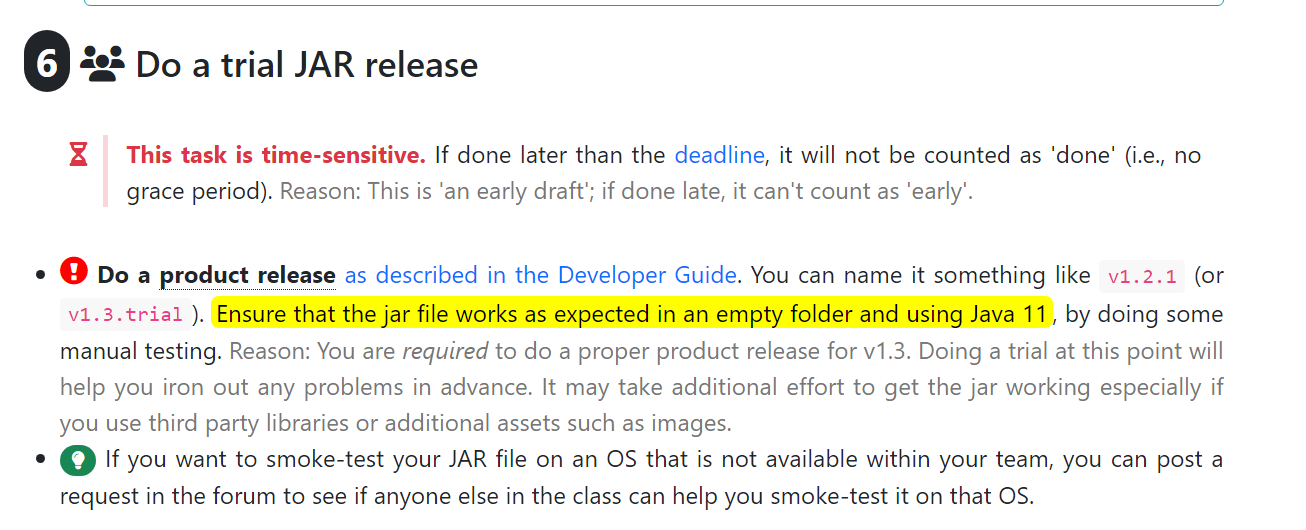 6 Do a trial JAR release
This task is time-sensitive. If done later than the deadline, it will not be counted as 'done' (i.e., no
grace period). Reason: This is 'an early draft'; if done late, it can't count as 'early'.
Do a product release as described in the Developer Guide. You can name it something like v1.2.1 (or
v1.3.trial ). Ensure that the jar file works as expected in an empty folder and using Java 11, by doing some
manual testing. Reason: You are required to do a proper product release for v1.3. Doing a trial at this point will
help you iron out any problems in advance. It may take additional effort to get the jar working especially if
you use third party libraries or additional assets such as images.
If you want to smoke-test your JAR file on an OS that is not available within your team, you can post a
request in the forum to see if anyone else in the class can help you smoke-test it on that OS.